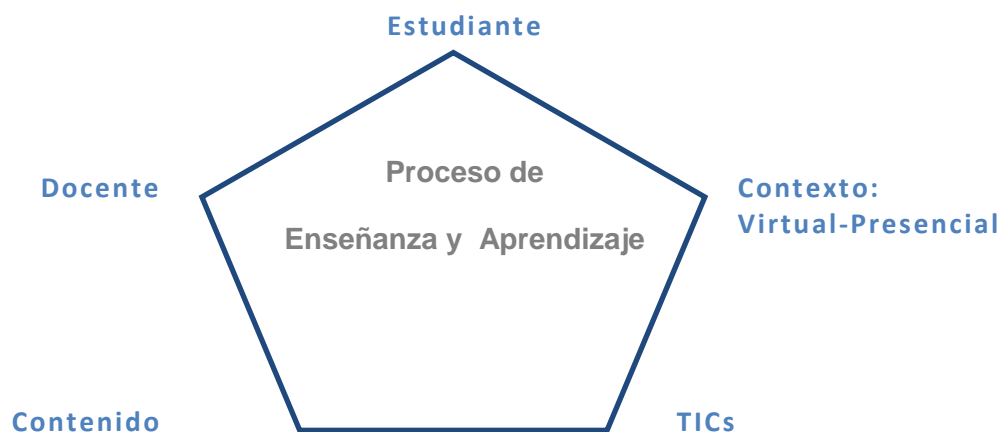 Estudiante
Proceso de
Docente
Contexto:
Virtual-Presencial
Enseñanza y Aprendizaje
Contenido
TICs